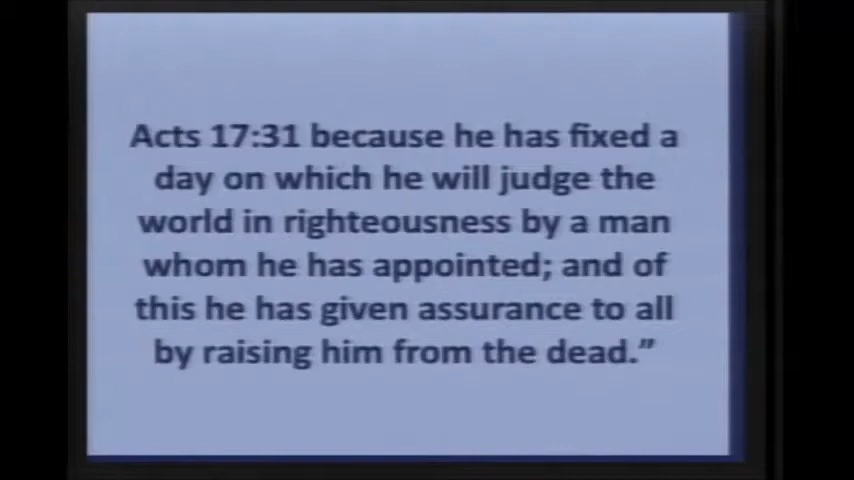 Acts 17:31 because he has fixed a
day on which he will judge the
world in righteousness by a man
whom he has appointed; and of
this he has given assurance to all
by raising him from the dead.”